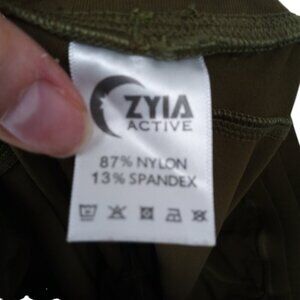 ZYIA
ACTIVE
87% NYLON
13% SPANDEX